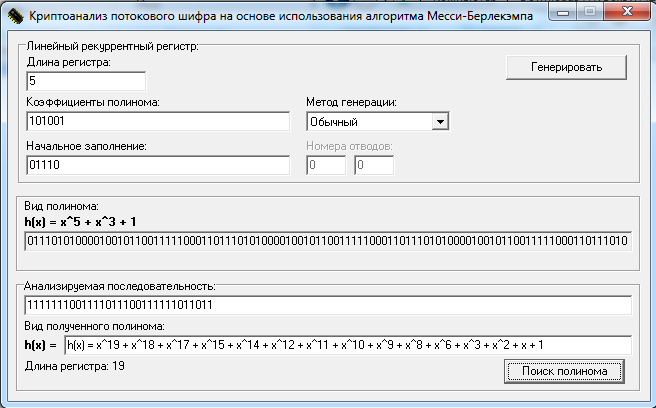 Криптоанализ потокового шифра на основе использования алгоритма Месси-Берлекэмпа
Линейный рекуррентный регистр:
Длина регистра:
5
Генерировать
Коэффициенты полинома:
Метод генерации:
101001
Обычный
Начальное заполнение:
Номера отводов:
01110
0 0
Вид полинома:
h(x) = x^5 + x^3 + 1
Анализируемая последовательность:
Вид полученного полинома:
h(x) = h(x) = x^19 + x^18 + x^17 + x^15 + x^14 + x^12 + x^11 + x^10 + x^9 + x^8 + x^6 + x^3 + x^2 + x + 1
Длина регистра: 19
Поиск полинома